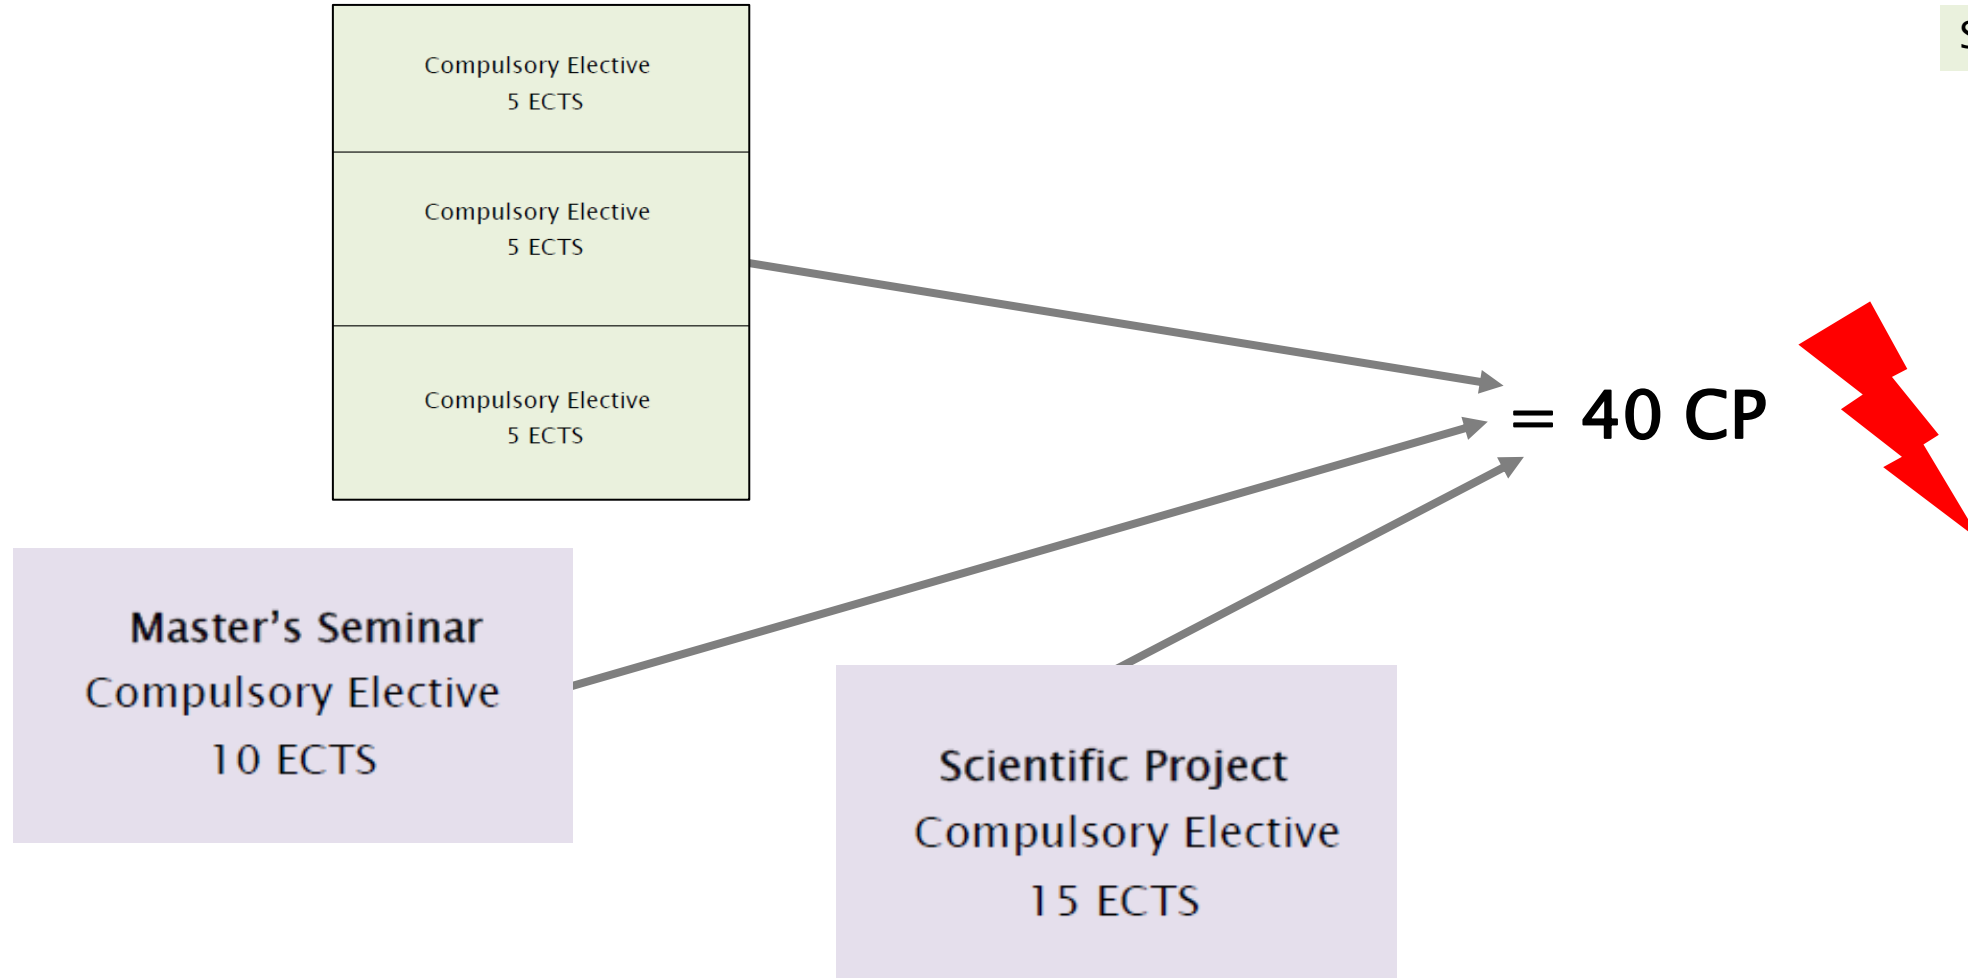 Compulsory Elective
5 ECTS
Compulsory Elective
5 ECTS
Compulsory Elective
5 ECTS
= 40 CP
Master’s Seminar
Compulsory Elective
10 ECTS
Scientific Project
Compulsory Elective
15 ECTS